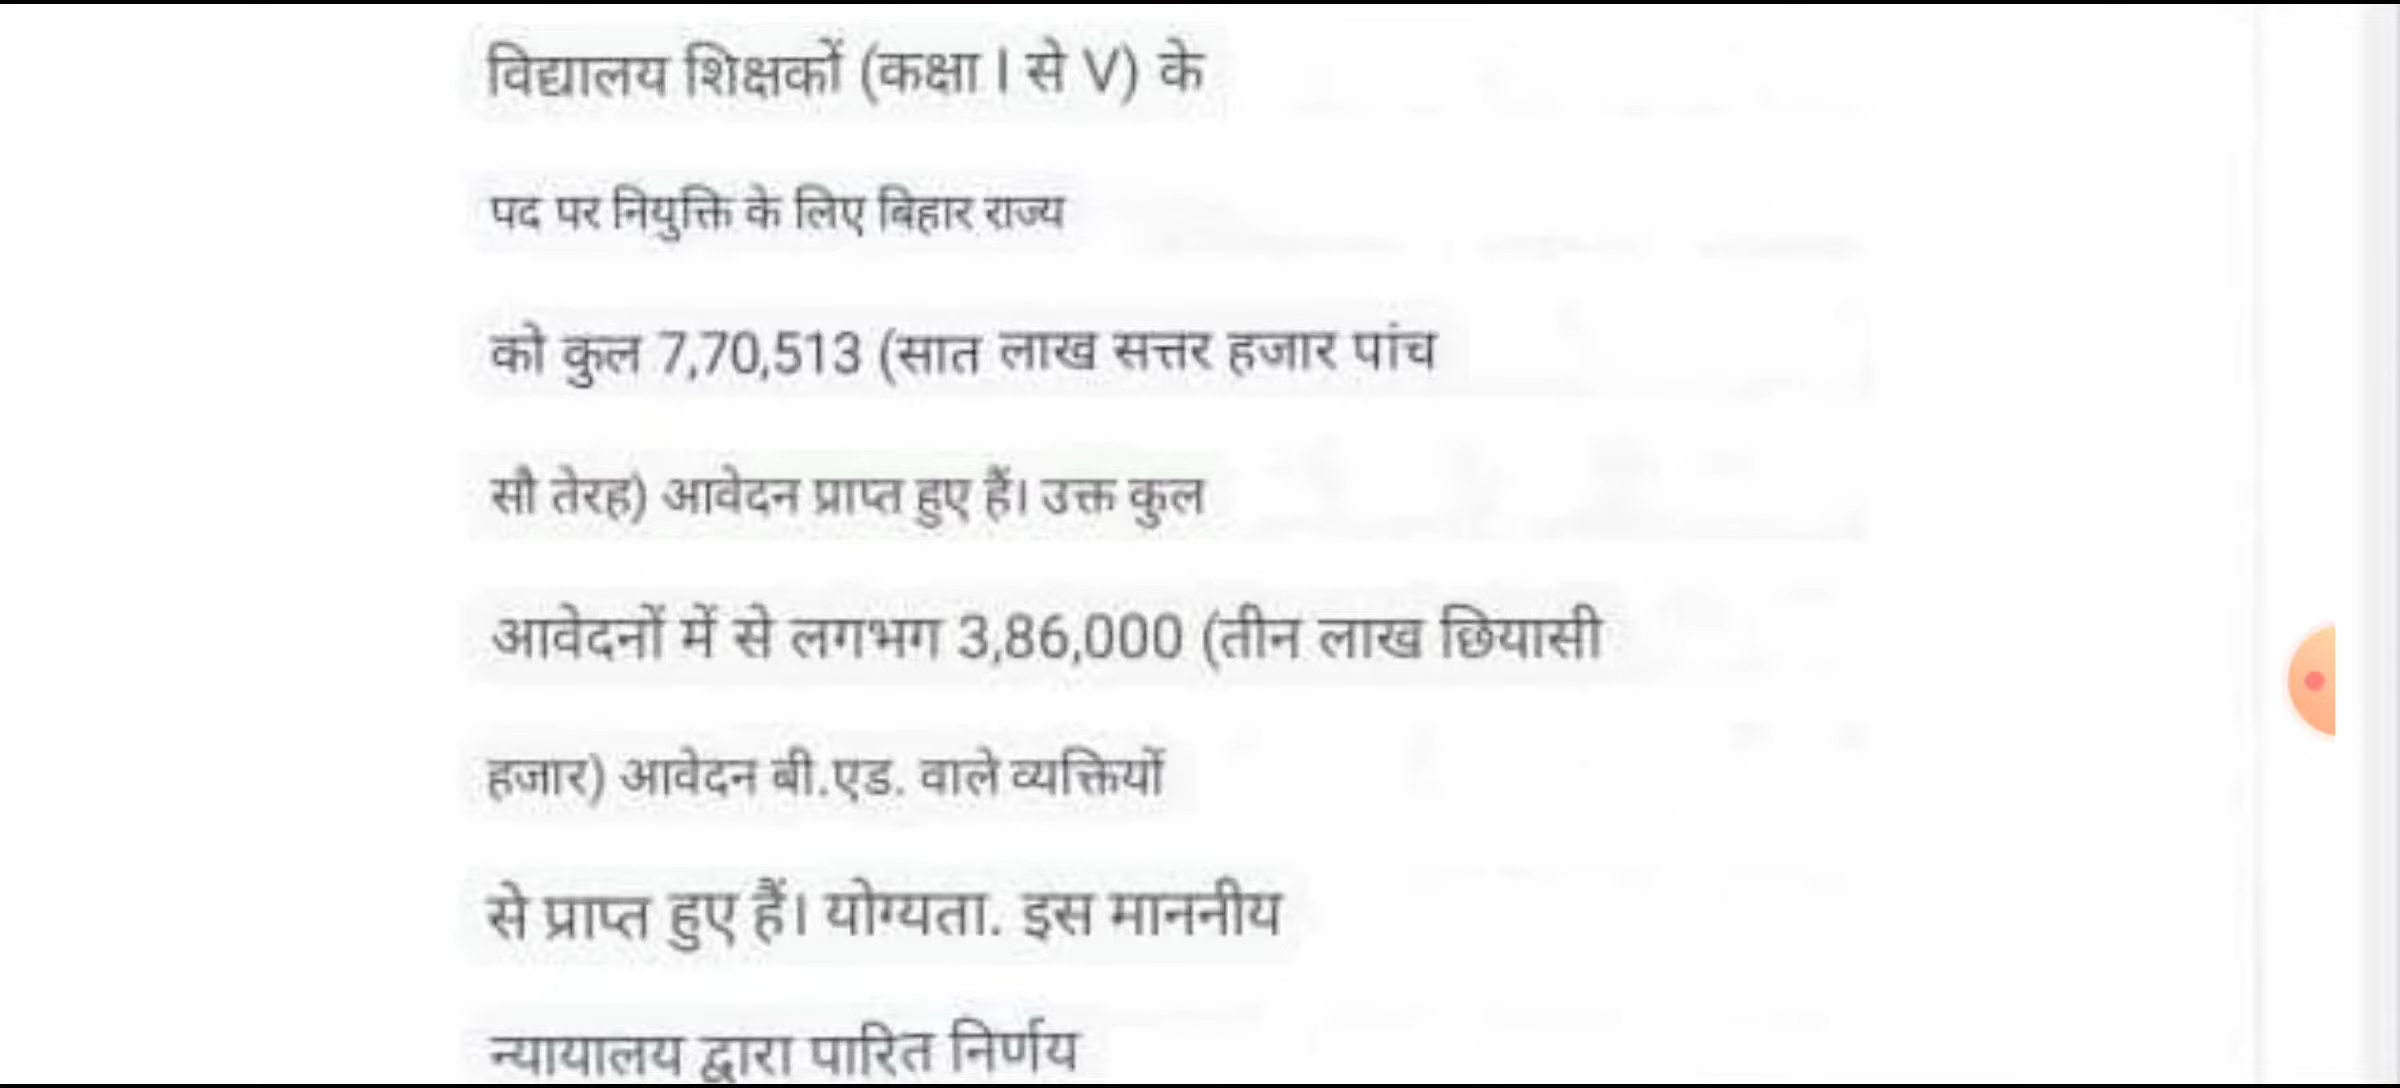 विद्यालय शिक्षकों (कक्षा I से V) के
पद पर नियुक्ति के लिए बिहार राज्य
को कुल 7,70,513 (सात लाख सत्तर हजार पांच
सौ तेरह) आवेदन प्राप्त हुए हैं। उक्त कुल
आवेदनों में से लगभग 3,86,000 (तीन लाख छियासी
हजार) आवेदन बी.एड. वाले व्यक्तियों
से प्राप्त हुए हैं। योग्यता. इस माननीय
न्यायालय द्वारा पारित निर्णय